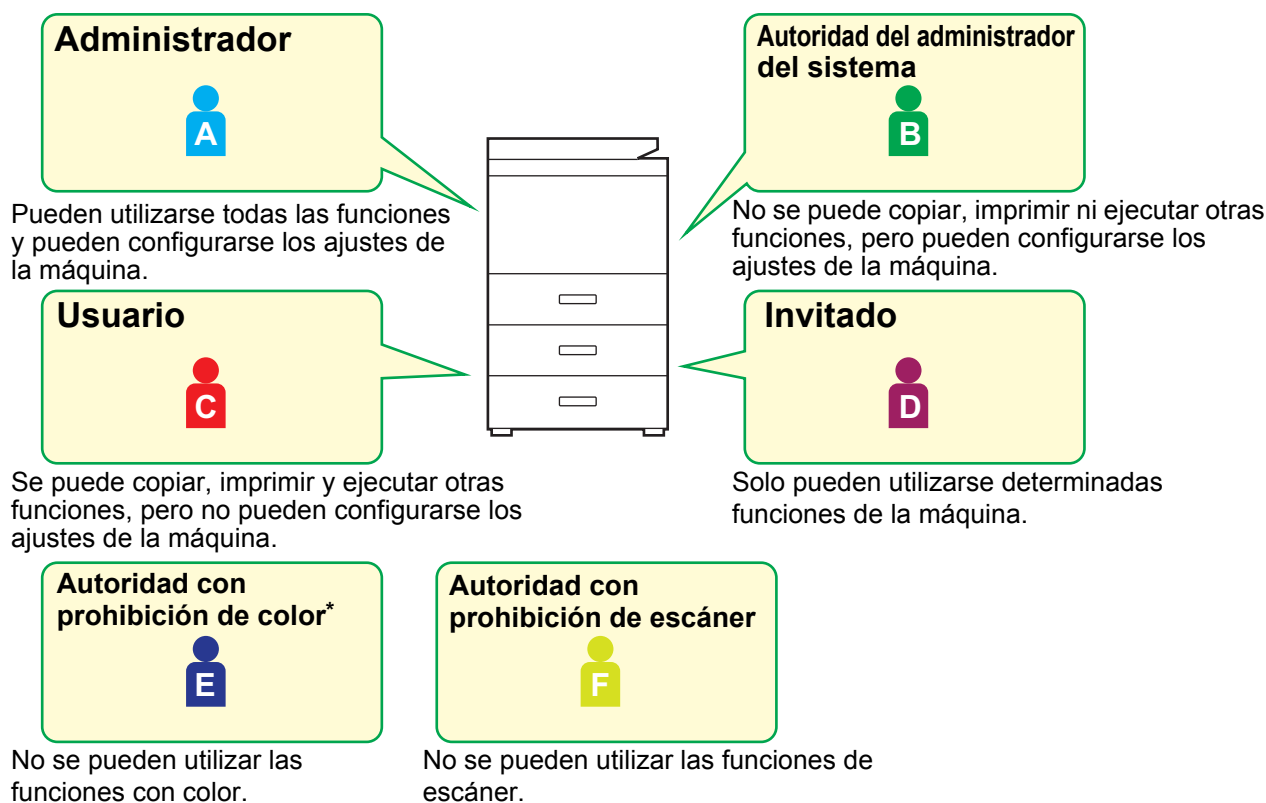 Administrador
A
Pueden utilizarse todas las funciones
y pueden configurarse los ajustes de
la máquina.
Autoridad del administrador
del sistema
B
No se puede copiar, imprimir ni ejecutar otras
funciones, pero pueden configurarse los
ajustes de la máquina.
Usuario
C
Se puede copiar, imprimir y ejecutar otras
funciones, pero no pueden configurarse los
ajustes de la máquina.
Invitado
D
Solo pueden utilizarse determinadas
funciones de la máquina.
Autoridad con
prohibición de color*
E
No se pueden utilizar las
funciones con color.
Autoridad con
prohibición de escáner
F
No se pueden utilizar las funciones de
escáner.